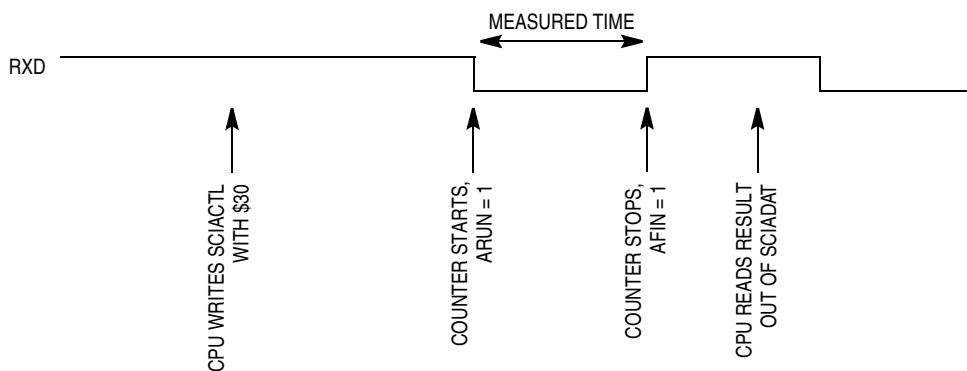 MEASURED TIME
RXD
CPU WRITES SCIACTL
WITH $30
COUNTER STARTS,
ARUN = 1
COUNTER STOPS,
AFIN = 1
CPU READS RESULT
OUT OF SCIADAT